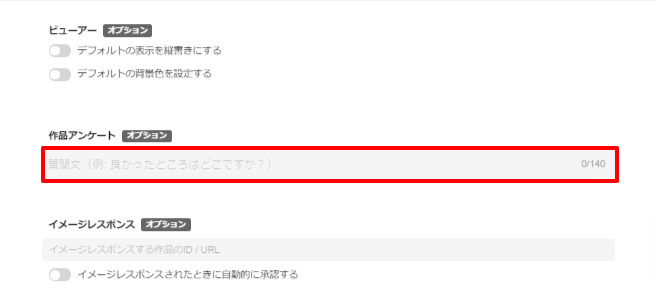 ビューアー オプション
デフォルトの表示を縦書きにする
デフォルトの背景色を設定する
作品アンケート オプション
質問文（例: 良かったところはどこですか？） 0/140
イメージレスポンス オプション
イメージレスポンスする作品のID / URL
イメージレスポンスされたときに自動的に承認する